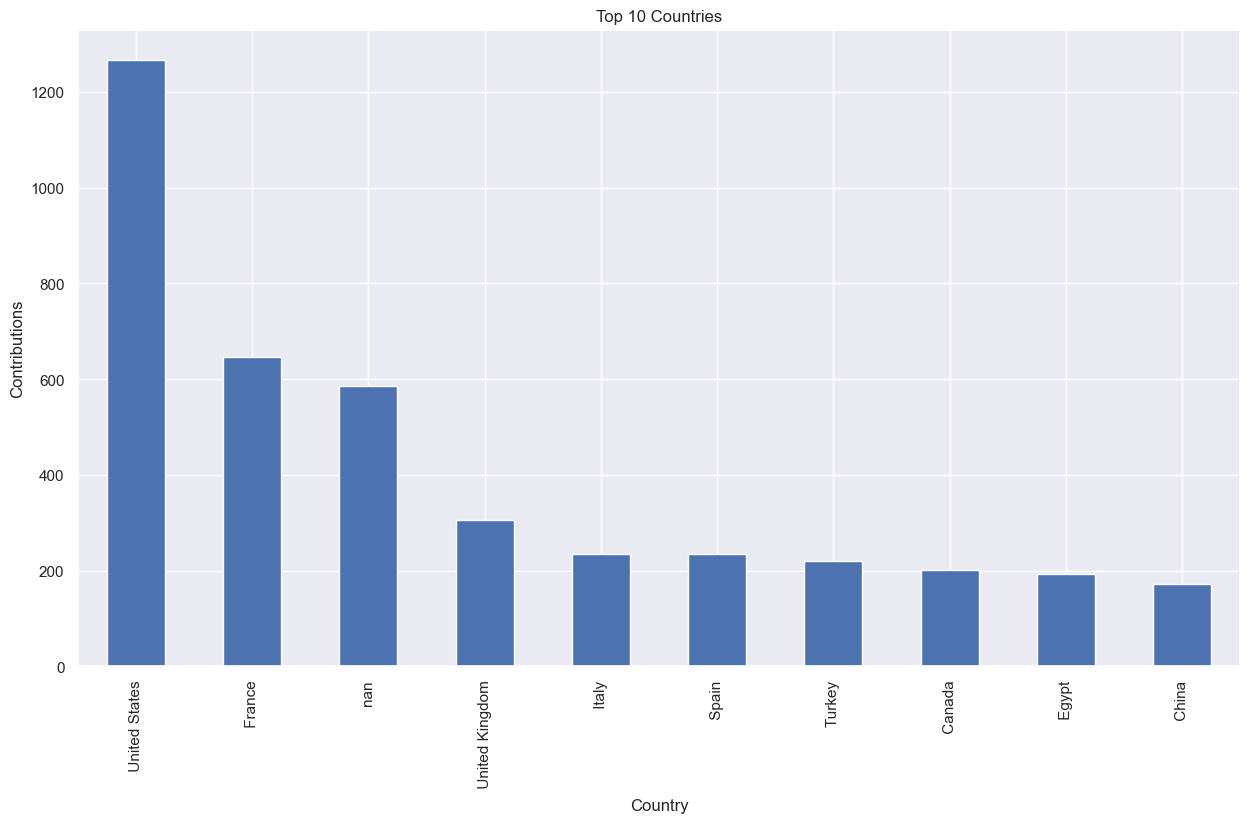 Top 10 Countries
Contributions
1200
1000
800
600
400
200
0
United States
France
nan
United Kingdom
Italy
Spain
Turkey
Canada
Egypt
China
Country